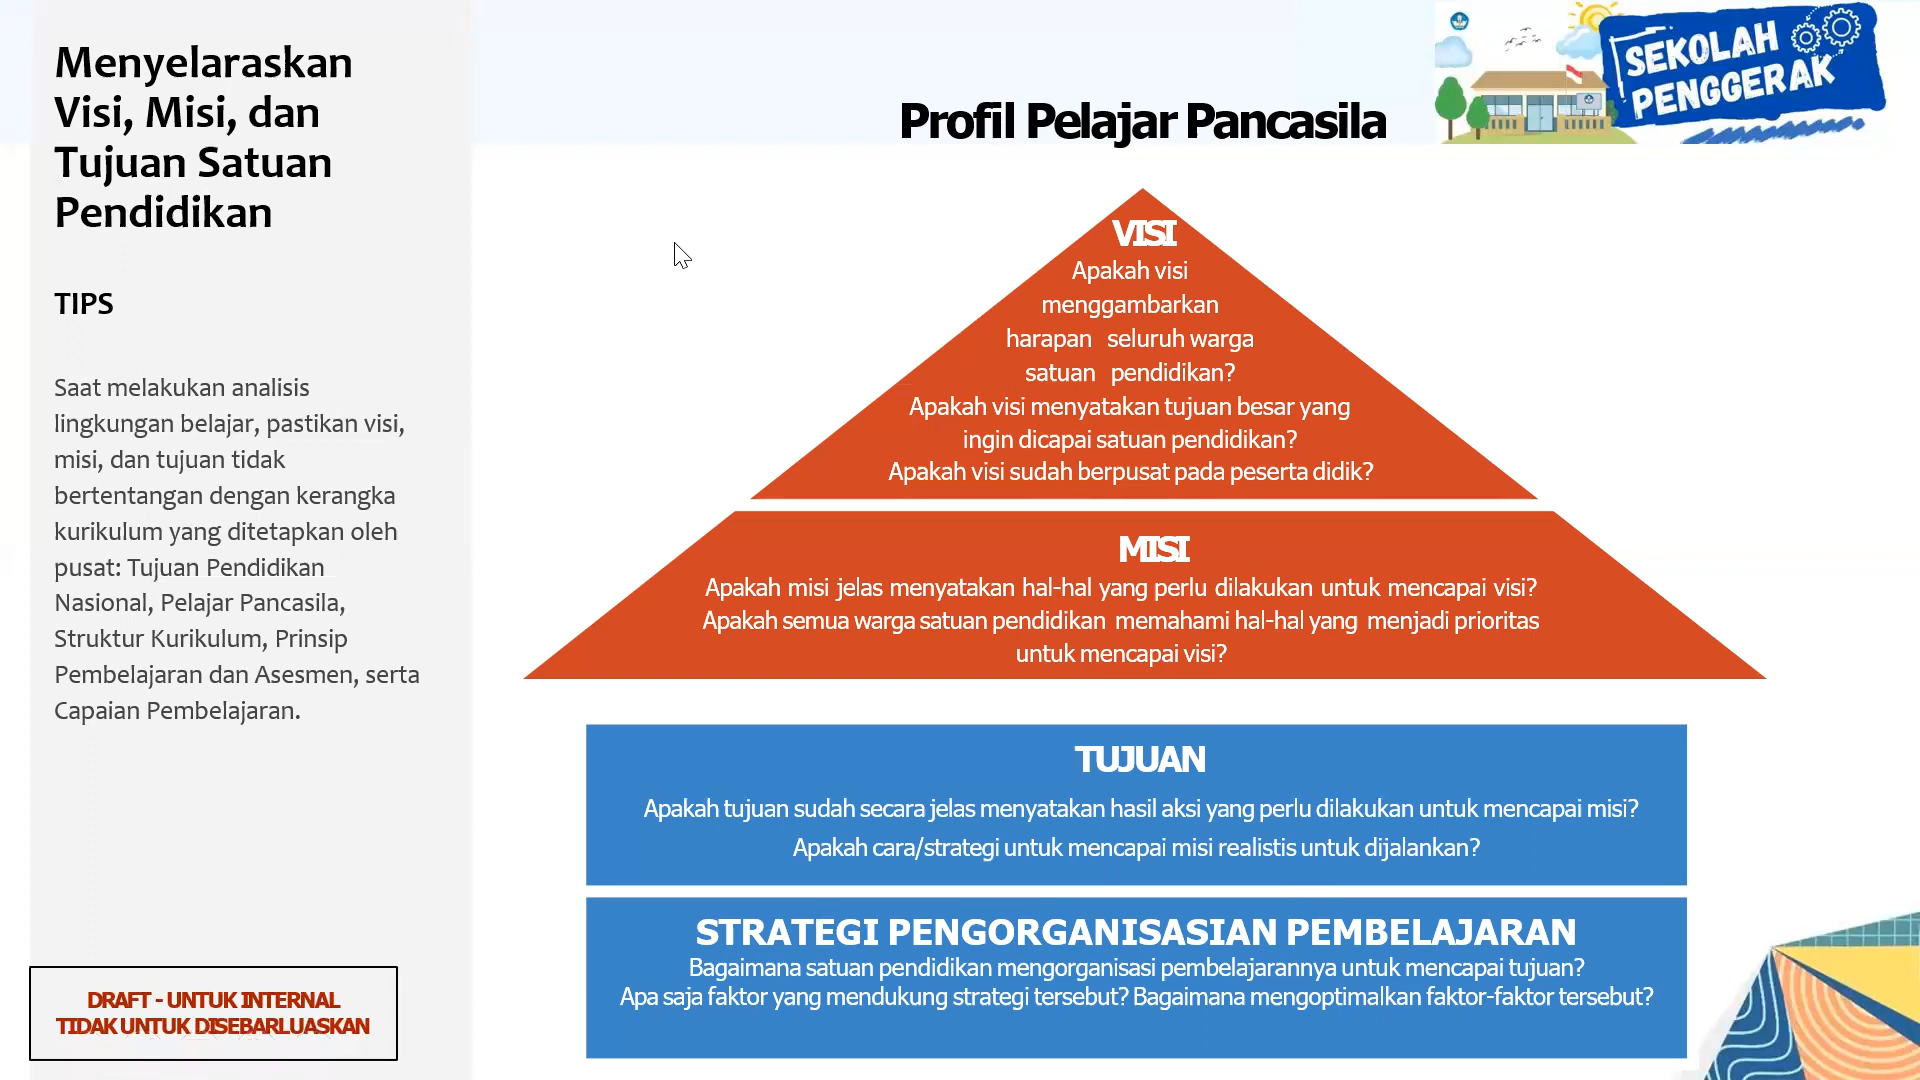 Menyelaraskan
Visi, Misi, dan
Tujuan Satuan
Pendidikan
TIPS
Saat melakukan analisis
lingkungan belajar, pastikan visi,
misi, dan tujuan tidak
bertentangan dengan kerangka
kurikulum yang ditetapkan oleh
pusat: Tujuan Pendidikan
Nasional, Pelajar Pancasila,
Struktur Kurikulum, Prinsip
Pembelajaran dan Asesmen, serta
Capaian Pembelajaran.
DRAFT - UNTUK INTERNAL
TIDAK UNTUK DISEBARLUASKAN
Profil Pelajar Pancasila
SEKOLAH
PENGGERAK
VISI
Apakah visi
menggambarkan
harapan seluruh warga
satuan pendidikan?
Apakah visi menyatakan tujuan besar yang
ingin dicapai satuan pendidikan?
Apakah visi sudah berpusat pada peserta didik?
MISI
Apakah misi jelas menyatakan hal-hal yang perlu dilakukan untuk mencapai visi?
Apakah semua warga satuan pendidikan memahami hal-hal yang menjadi prioritas
untuk mencapai visi?
TUJUAN
Apakah tujuan sudah secara jelas menyatakan hasil aksi yang perlu dilakukan untuk mencapai misi?
Apakah cara/strategi untuk mencapai misi realistis untuk dijalankan?
STRATEGI PENGORGANISASIAN PEMBELAJARAN
Bagaimana satuan pendidikan mengorganisasi pembelajarannya untuk mencapai tujuan?
Apa saja faktor yang mendukung strategi tersebut? Bagaimana mengoptimalkan faktor-faktor tersebut?